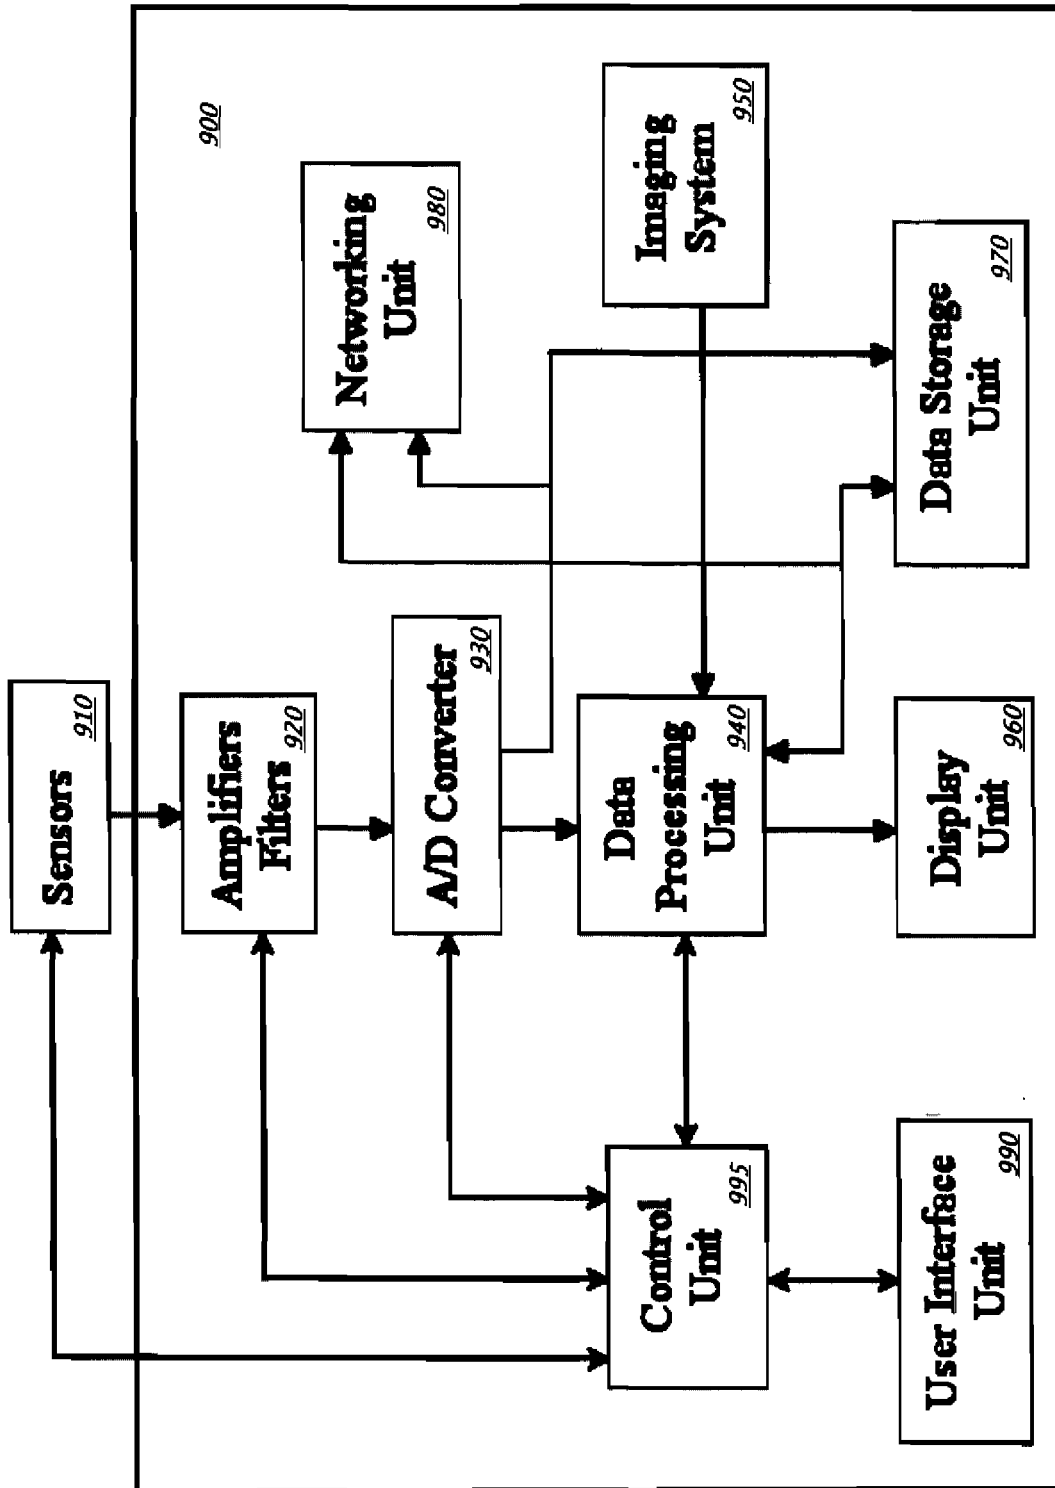 900
Sensors
910
Amplifiers
Filters
920
A/D Converter
930
Data
Processing
Unit
940
Display
Unit
960
Control
Unit
995
User Interface
Unit
990
Networking
Unit
980
Imaging
System
950
Data Storage
Unit
970